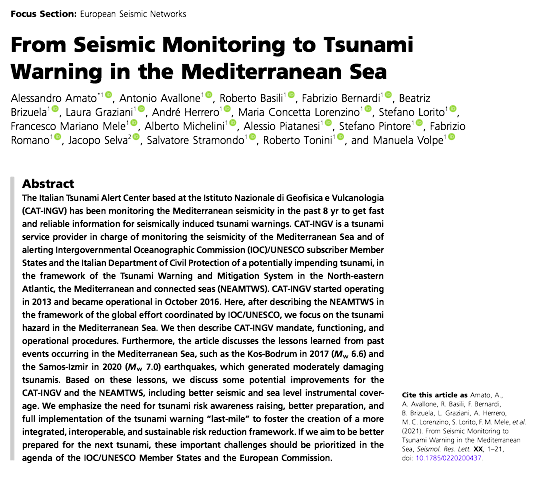 Focus Section: European Seismic Networks
From Seismic Monitoring to Tsunami
Warning in the Mediterranean Sea
Alessandro Amato*1, Antonio Avallone1, Roberto Basili1, Fabrizio Bernardi1, Beatriz
Brizuela1, Laura Graziani1, André Herrero1, Maria Concetta Lorenzino1, Stefano Lorito1,
Francesco Mariano Mele1, Alberto Michelini1, Alessio Piatanesi1, Stefano Pintore1, Fabrizio
Romano1, Jacopo Selva2, Salvatore Stramondo1, Roberto Tonini1, and Manuela Volpe1
Abstract
The Italian Tsunami Alert Center based at the Istituto Nazionale di Geofisica e Vulcanologia
(CAT-INGV) has been monitoring the Mediterranean seismicity in the past 8 yr to get fast
and reliable information for seismically induced tsunami warnings. CAT-INGV is a tsunami
service provider in charge of monitoring the seismicity of the Mediterranean Sea and of
alerting Intergovernmental Oceanographic Commission (IOC)/UNESCO subscriber Member
States and the Italian Department of Civil Protection of a potentially impending tsunami, in
the framework of the Tsunami Warning and Mitigation System in the North-eastern
Atlantic, the Mediterranean and connected seas (NEAMTWS). CAT-INGV started operating
in 2013 and became operational in October 2016. Here, after describing the NEAMTWS in
the framework of the global effort coordinated by IOC/UNESCO, we focus on the tsunami
hazard in the Mediterranean Sea. We then describe CAT-INGV mandate, functioning, and
operational procedures. Furthermore, the article discusses the lessons learned from past
events occurring in the Mediterranean Sea, such as the Kos-Bodrum in 2017 (Mw 6.6) and
the Samos-Izmir in 2020 (Mw 7.0) earthquakes, which generated moderately damaging
tsunamis. Based on these lessons, we discuss some potential improvements for the
CAT-INGV and the NEAMTWS, including better seismic and sea level instrumental cover-
age. We emphasize the need for tsunami risk awareness raising, better preparation, and
full implementation of the tsunami warning “last-mile” to foster the creation of a more
integrated, interoperable, and sustainable risk reduction framework. If we aim to be better
prepared for the next tsunami, these important challenges should be prioritized in the
agenda of the IOC/UNESCO Member States and the European Commission.
Cite this article as Amato, A.,
A. Avallone, R. Basili, F. Bernardi,
B. Brizuela, L. Graziani, A. Herrero,
M. C. Lorenzino, S. Lorito, F. M. Mele, et al.
(2021). From Seismic Monitoring to
Tsunami Warning in the Mediterranean
Sea, Seismol. Res. Lett. XX, 1–21,
doi: 10.1785/0220200437.